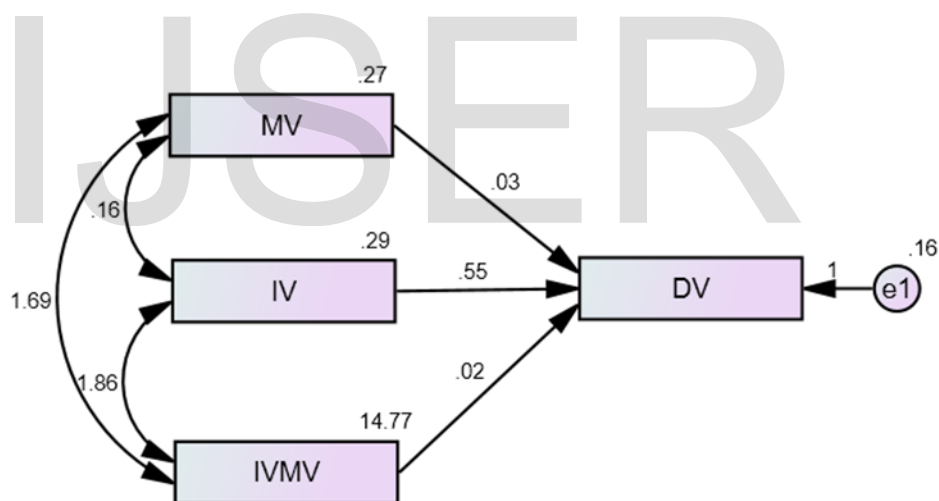 IJSER
.27
MV
.03
.16
.29
IV
.55
DV
1
.16
e1
1.69
1.86
.02
14.77
IVMV